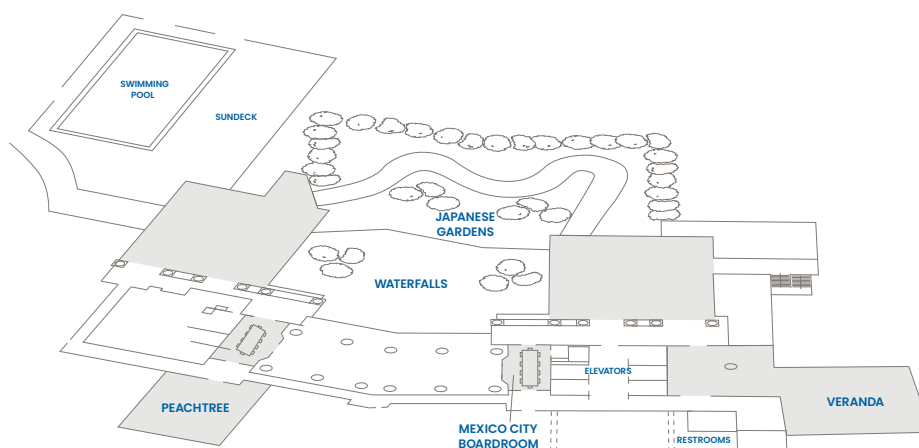 SWIMMING
POOL
SUNDECK
JAPANESE
GARDENS
WATERFALLS
ELEVATORS
PEACHTREE
VERANDA
MEXICO CITY
BOARDROOM
RESTROOMS